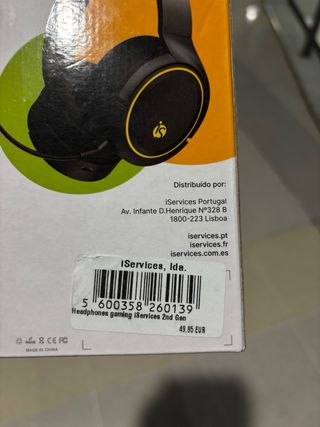 Distribuído por:
iServices Portugal
Av. Infante D.Henrique Nº328 B
1800-223 Lisboa
iservices.pt
iservices.fr
iservices.com.es
iServices, lda.
5 600358 260139
Headphones gaming iServices 2nd Gen
49,95 EUR
MADE IN CHINA